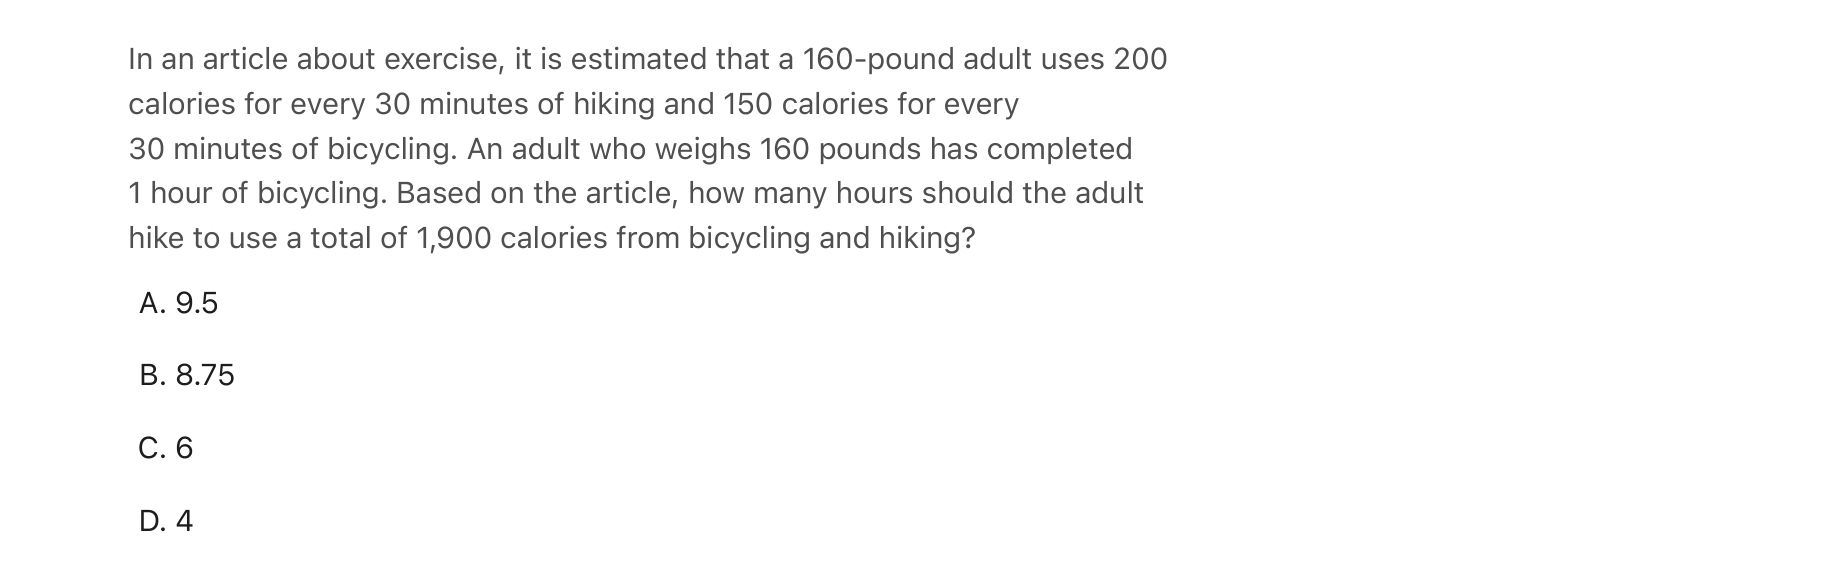 In an article about exercise, it is estimated that a 160-pound adult uses 200
calories for every 30 minutes of hiking and 150 calories for every
30 minutes of bicycling. An adult who weighs 160 pounds has completed
1 hour of bicycling. Based on the article, how many hours should the adult
hike to use a total of 1,900 calories from bicycling and hiking?
A. 9.5
B. 8.75
C. 6
D. 4